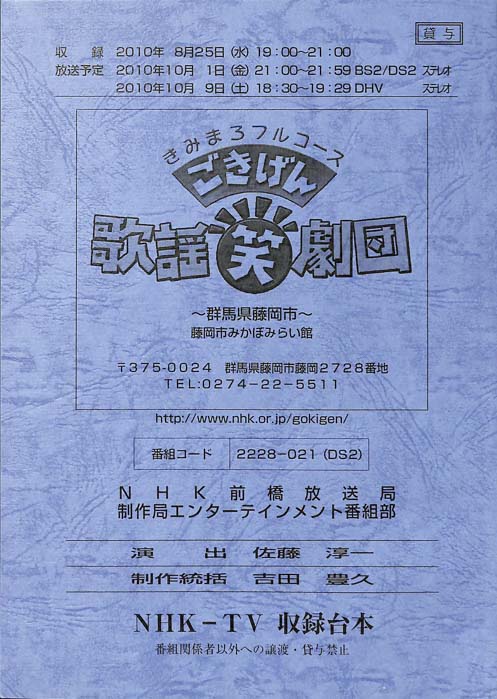 貸与
収　録　2010年　8月25日(水) 19:00～21:00
放送予定　2010年10月　1日(金) 21:00～21:59 BS2/DS2　ステレオ
2010年10月　9日(土) 18:30～19:29 DHV　ステレオ
きみまろフルコース
ごきげん
歌謡笑劇団
～群馬県藤岡市～
藤岡市みかぼみらい館
〒375-0024　群馬県藤岡市藤岡2728番地
TEL:0274-22-5511
http://www.nhk.or.jp/gokigen/
番組コード　2228-021 (DS2)
NHK前橋放送局
制作局エンターテインメント番組部
演　出　佐藤　淳一
制作統括　吉田　豊久
NHK-TV 収録台本
番組関係者以外への譲渡・貸与禁止